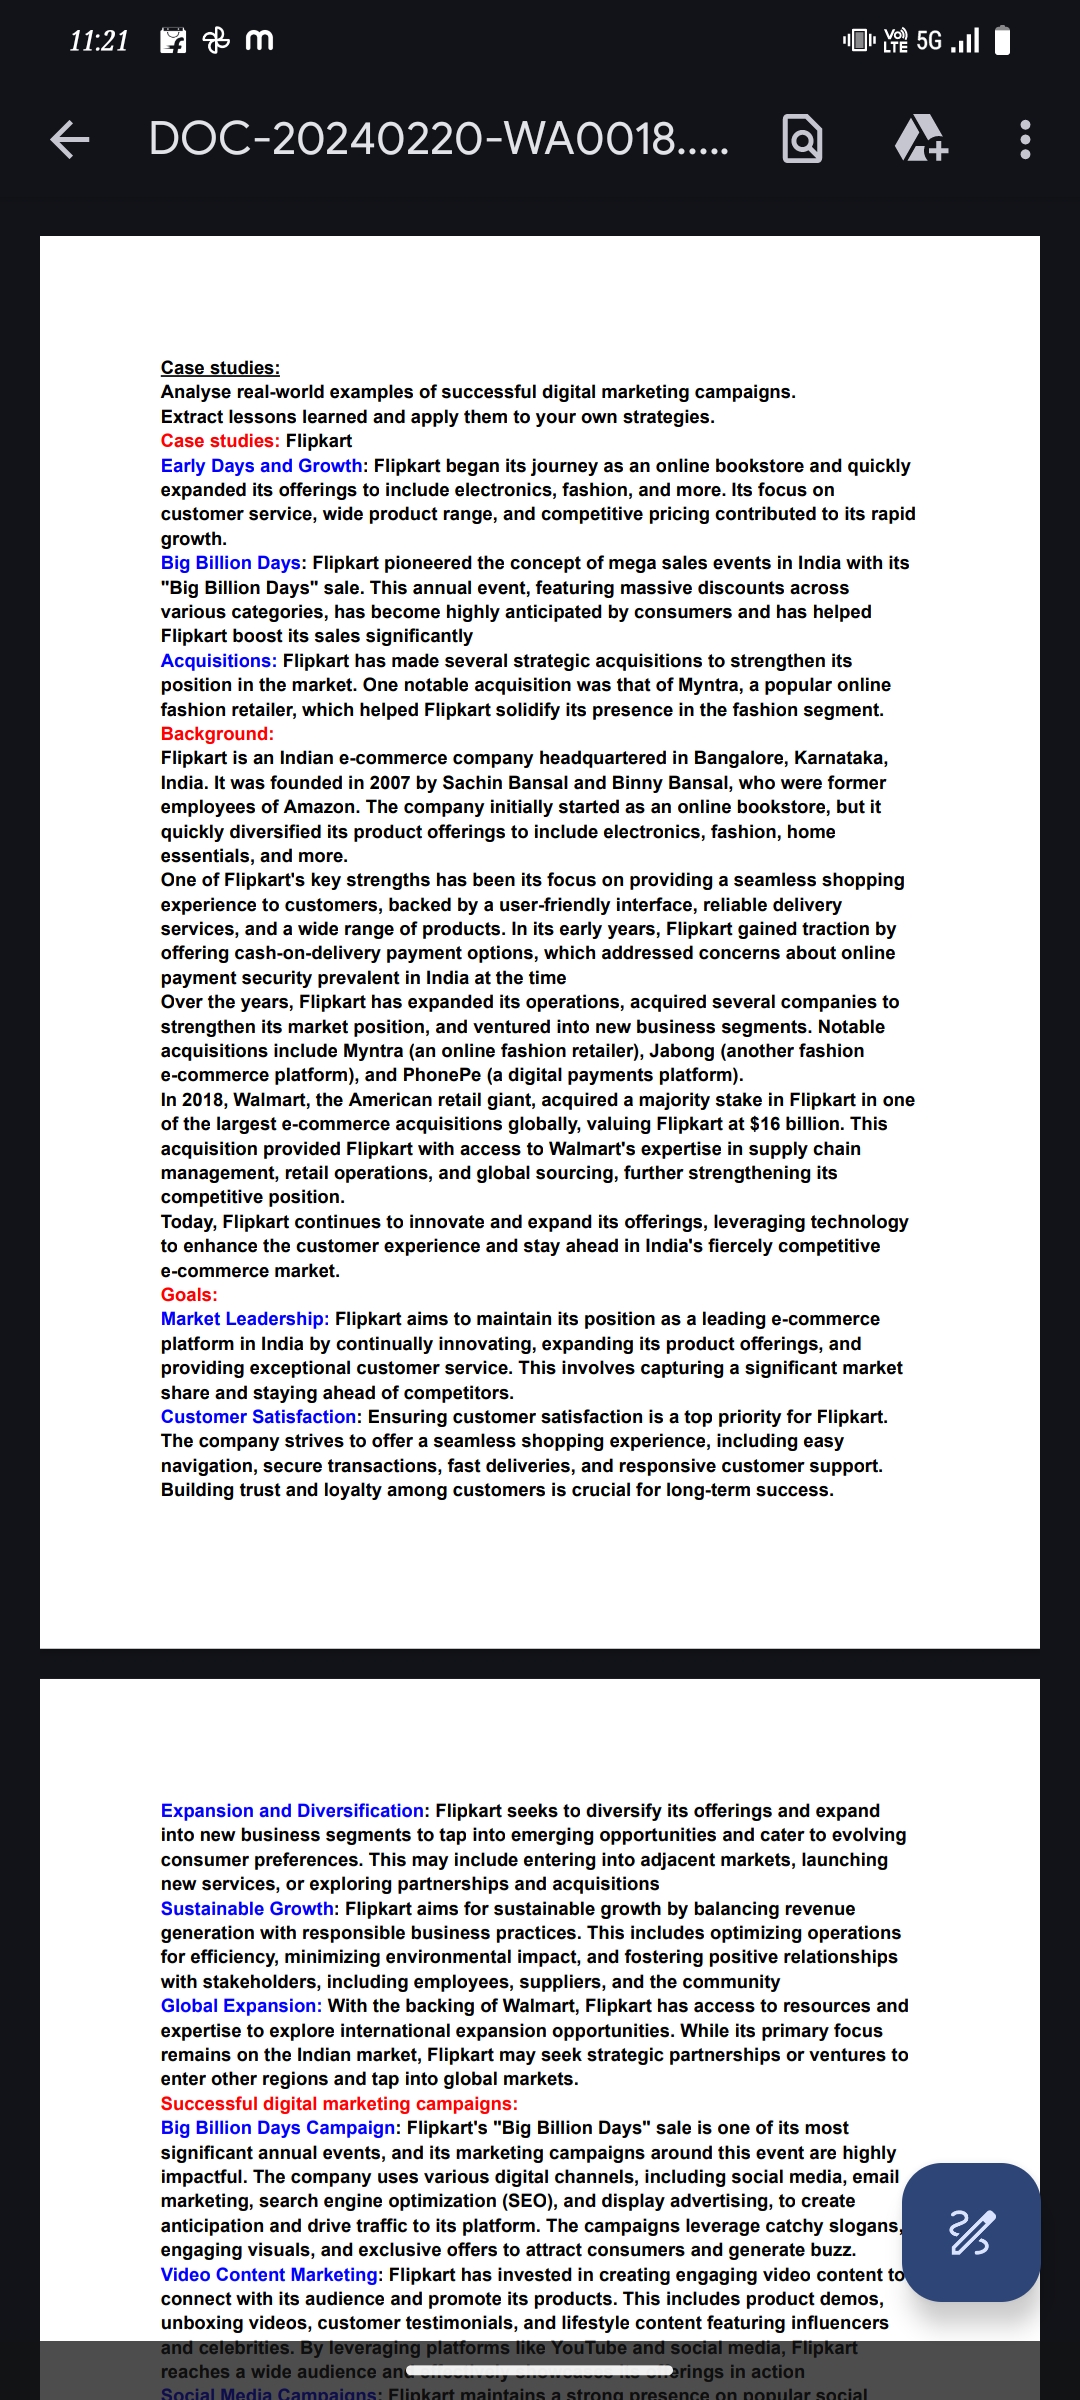 11:21
Vo)) LTE 5G
DOC-20240220-WA0018.....
Case studies:
Analyse real-world examples of successful digital marketing campaigns.
Extract lessons learned and apply them to your own strategies.
Case studies: Flipkart
Early Days and Growth: Flipkart began its journey as an online bookstore and quickly
expanded its offerings to include electronics, fashion, and more. Its focus on
customer service, wide product range, and competitive pricing contributed to its rapid
growth.
Big Billion Days: Flipkart pioneered the concept of mega sales events in India with its
"Big Billion Days" sale. This annual event, featuring massive discounts across
various categories, has become highly anticipated by consumers and has helped
Flipkart boost its sales significantly
Acquisitions: Flipkart has made several strategic acquisitions to strengthen its
position in the market. One notable acquisition was that of Myntra, a popular online
fashion retailer, which helped Flipkart solidify its presence in the fashion segment.
Background:
Flipkart is an Indian e-commerce company headquartered in Bangalore, Karnataka,
India. It was founded in 2007 by Sachin Bansal and Binny Bansal, who were former
employees of Amazon. The company initially started as an online bookstore, but it
quickly diversified its product offerings to include electronics, fashion, home
essentials, and more.
One of Flipkart's key strengths has been its focus on providing a seamless shopping
experience to customers, backed by a user-friendly interface, reliable delivery
services, and a wide range of products. In its early years, Flipkart gained traction by
offering cash-on-delivery payment options, which addressed concerns about online
payment security prevalent in India at the time
Over the years, Flipkart has expanded its operations, acquired several companies to
strengthen its market position, and ventured into new business segments. Notable
acquisitions include Myntra (an online fashion retailer), Jabong (another fashion
e-commerce platform), and PhonePe (a digital payments platform).
In 2018, Walmart, the American retail giant, acquired a majority stake in Flipkart in one
of the largest e-commerce acquisitions globally, valuing Flipkart at $16 billion. This
acquisition provided Flipkart with access to Walmart's expertise in supply chain
management, retail operations, and global sourcing, further strengthening its
competitive position.
Today, Flipkart continues to innovate and expand its offerings, leveraging technology
to enhance the customer experience and stay ahead in India's fiercely competitive
e-commerce market.
Goals:
Market Leadership: Flipkart aims to maintain its position as a leading e-commerce
platform in India by continually innovating, expanding its product offerings, and
providing exceptional customer service. This involves capturing a significant market
share and staying ahead of competitors.
Customer Satisfaction: Ensuring customer satisfaction is a top priority for Flipkart.
The company strives to offer a seamless shopping experience, including easy
navigation, secure transactions, fast deliveries, and responsive customer support.
Building trust and loyalty among customers is crucial for long-term success.
Expansion and Diversification: Flipkart seeks to diversify its offerings and expand
into new business segments to tap into emerging opportunities and cater to evolving
consumer preferences. This may include entering into adjacent markets, launching
new services, or exploring partnerships and acquisitions
Sustainable Growth: Flipkart aims for sustainable growth by balancing revenue
generation with responsible business practices. This includes optimizing operations
for efficiency, minimizing environmental impact, and fostering positive relationships
with stakeholders, including employees, suppliers, and the community
Global Expansion: With the backing of Walmart, Flipkart has access to resources and
expertise to explore international expansion opportunities. While its primary focus
remains on the Indian market, Flipkart may seek strategic partnerships or ventures to
enter other regions and tap into global markets.
Successful digital marketing campaigns:
Big Billion Days Campaign: Flipkart's "Big Billion Days" sale is one of its most
significant annual events, and its marketing campaigns around this event are highly
impactful. The company uses various digital channels, including social media, email
marketing, search engine optimization (SEO), and display advertising, to create
anticipation and drive traffic to its platform. The campaigns leverage catchy slogans,
engaging visuals, and exclusive offers to attract consumers and generate buzz.
Video Content Marketing: Flipkart has invested in creating engaging video content to
connect with its audience and promote its products. This includes product demos,
unboxing videos, customer testimonials, and lifestyle content featuring influencers
and celebrities. By leveraging platforms like YouTube and social media, Flipkart
reaches a wide audience and effectively showcases its offerings in action
Social Media Campaigns: Flipkart maintains a strong presence on popular social